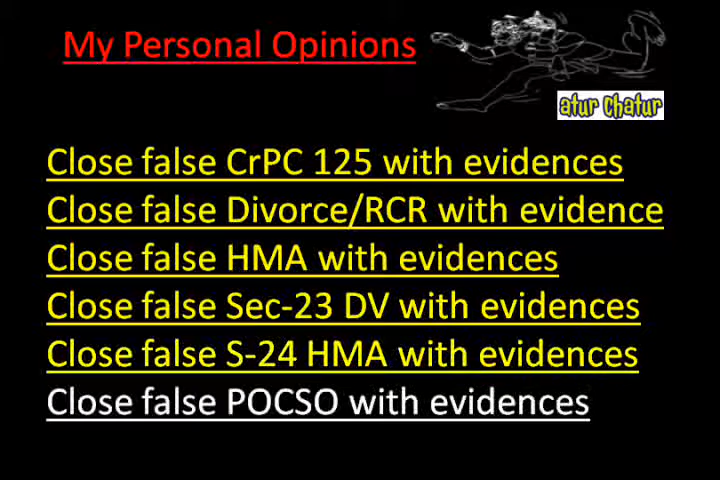 My Personal Opinions
atur Chatur
Close false CrPC 125 with evidences
Close false Divorce/RCR with evidence
Close false HMA with evidences
Close false Sec-23 DV with evidences
Close false S-24 HMA with evidences
Close false POCSO with evidences